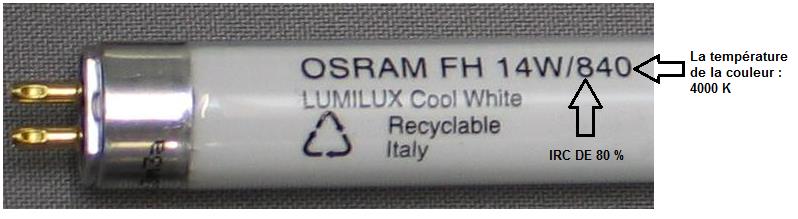 OSRAM FH 14W/840
LUMILUX Cool White
Recyclable
Italy
La température
de la couleur :
4000 K
IRC DE 80 %